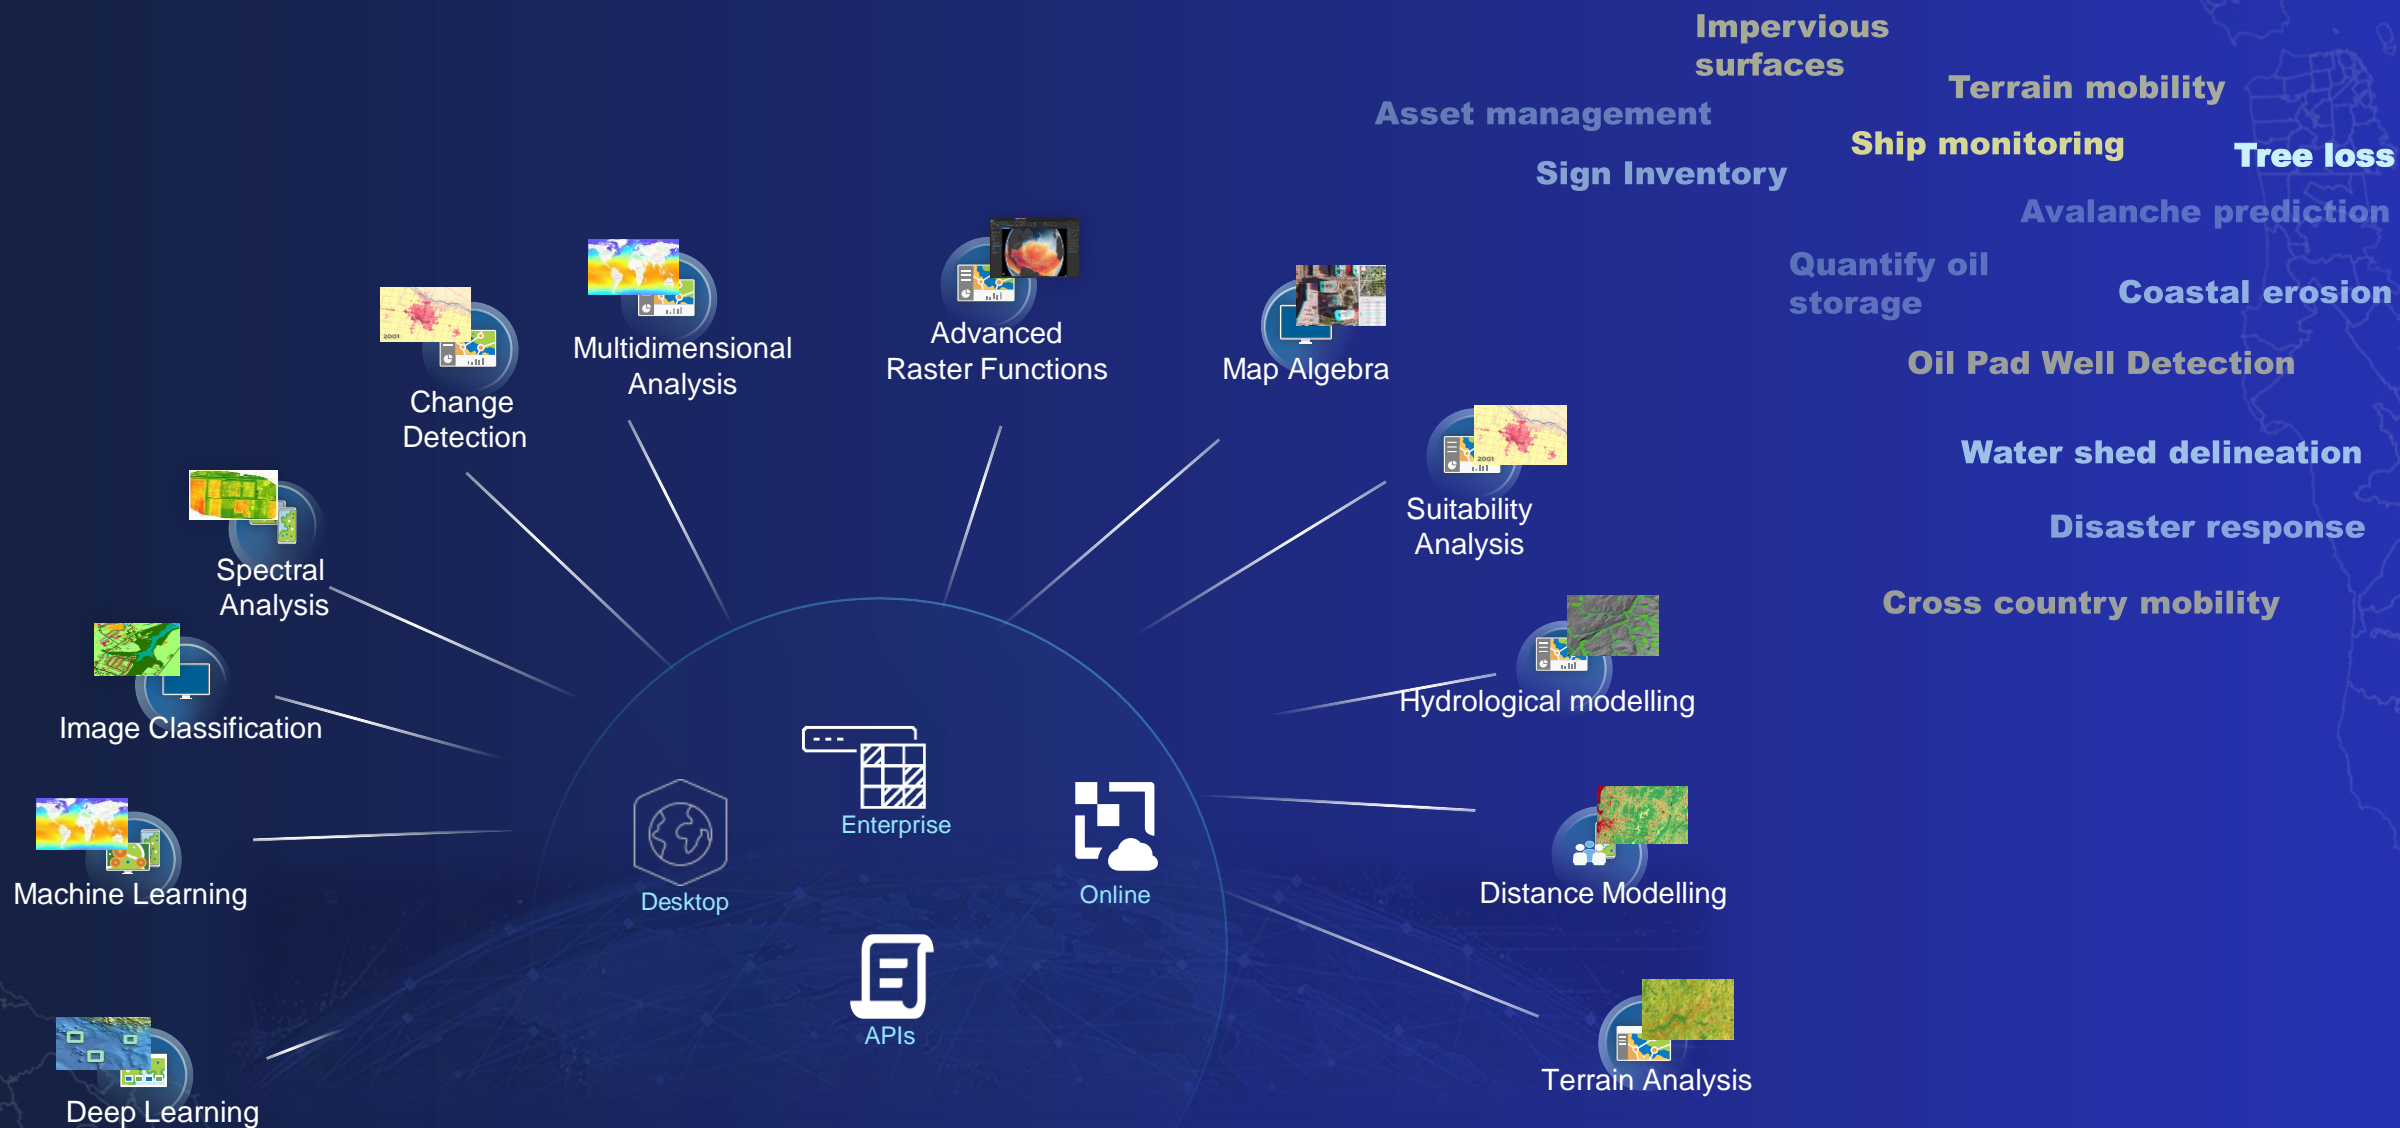 Impervious
surfaces
Terrain mobility
Asset management
Ship monitoring
Tree loss
Sign Inventory
Avalanche prediction
Quantify oil
storage
Coastal erosion
Oil Pad Well Detection
Water shed delineation
Disaster response
Cross country mobility
Multidimensional
Analysis
Advanced
Raster Functions
Map Algebra
2001
Change
Detection
2001
Suitability
Analysis
Spectral
Analysis
Image Classification
Hydrological modelling
Machine Learning
Distance Modelling
Deep Learning
Terrain Analysis
Enterprise
Desktop
Online
APIs